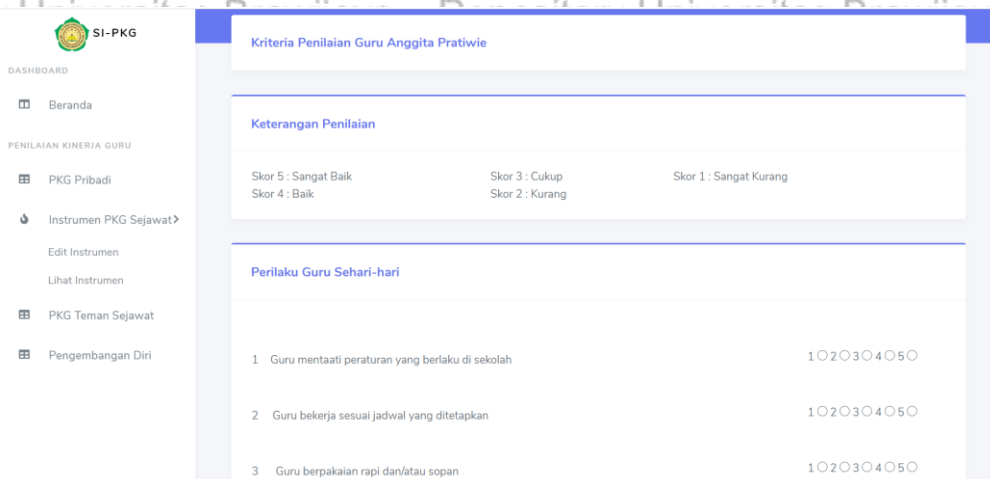 SI-PKG
DASHBOARD
Beranda
PENILAIAN KINERJA GURU
PKG Pribadi
Instrumen PKG Sejawat>
Edit Instrumen
Lihat Instrumen
PKG Teman Sejawat
Pengembangan Diri
Kriteria Penilaian Guru Anggita Pratiwie
Keterangan Penilaian
Skor 5 : Sangat Baik Skor 3 : Cukup Skor 1 : Sangat Kurang
Skor 4 : Baik Skor 2 : Kurang
Perilaku Guru Sehari-hari
1 Guru mentaati peraturan yang berlaku di sekolah 1 2 3 4 5
2 Guru bekerja sesuai jadwal yang ditetapkan 1 2 3 4 5
3 Guru berpakaian rapi dan/atau sopan 1 2 3 4 5